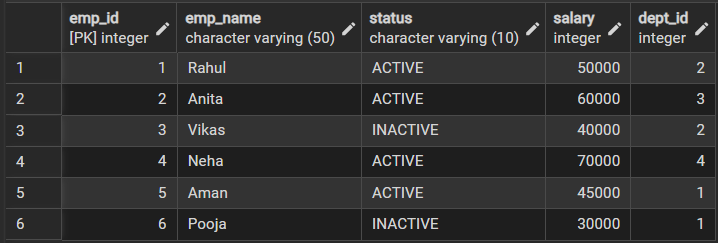 emp_id emp_name status salary dept_id
[PK] integer character varying (50) character varying (10) integer integer
1 1 Rahul ACTIVE 50000 2
2 2 Anita ACTIVE 60000 3
3 3 Vikas INACTIVE 40000 2
4 4 Neha ACTIVE 70000 4
5 5 Aman ACTIVE 45000 1
6 6 Pooja INACTIVE 30000 1